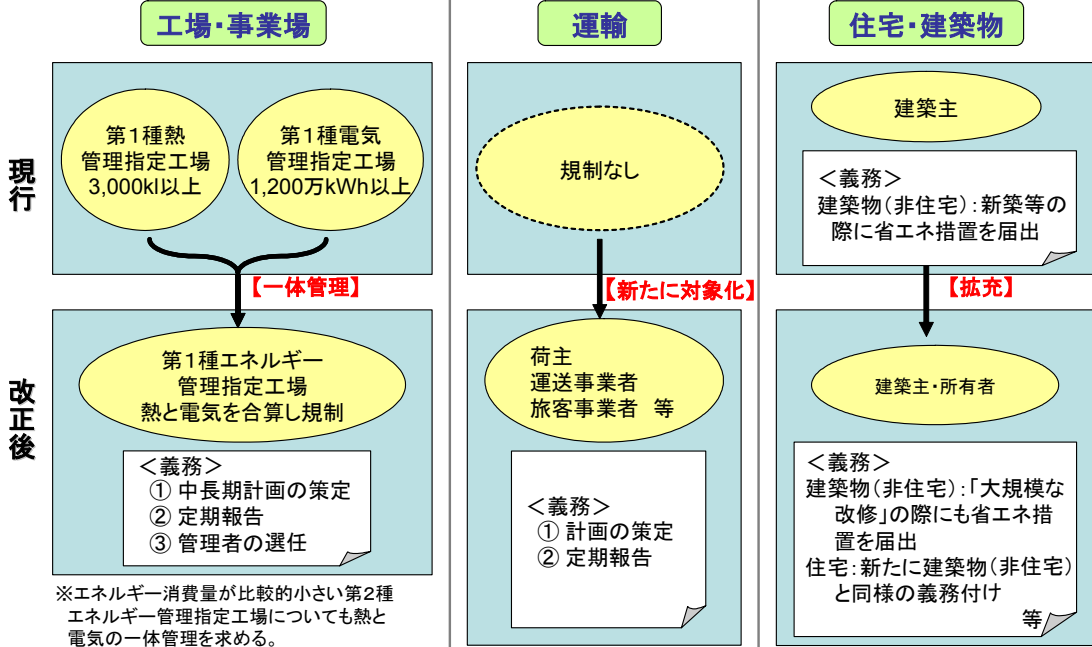 工場・事業場
運輸
住宅・建築物
現行
第1種熱
管理指定工場
3,000kl以上
第1種電気
管理指定工場
1,200万kWh以上
規制なし
建築主
＜義務＞
建築物（非住宅）：新築等の
際に省エネ措置を届出
【一体管理】
【新たに対象化】
【拡充】
改正後
第1種エネルギー
管理指定工場
熱と電気を合算し規制
＜義務＞
① 中長期計画の策定
② 定期報告
③ 管理者の選任
※エネルギー消費量が比較的小さい第2種
エネルギー管理指定工場についても熱と
電気の一体管理を求める。
荷主
運送事業者
旅客事業者 等
＜義務＞
① 計画の策定
② 定期報告
建築主・所有者
＜義務＞
建築物（非住宅）：「大規模な
改修」の際にも省エネ措
置を届出
住宅：新たに建築物（非住宅）
と同様の義務付け
等